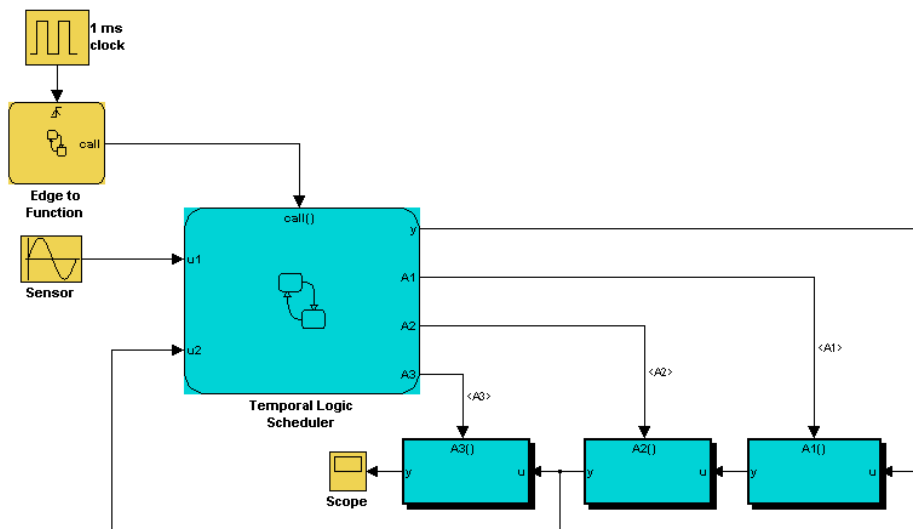 1 ms
clock
call
Edge to
Function
call()
y
u1
Sensor
A1
A2
u2
A3
<A1>
<A2>
<A3>
Temporal Logic
Scheduler
A3()
y
u
A2()
y
u
A1()
y
u
Scope